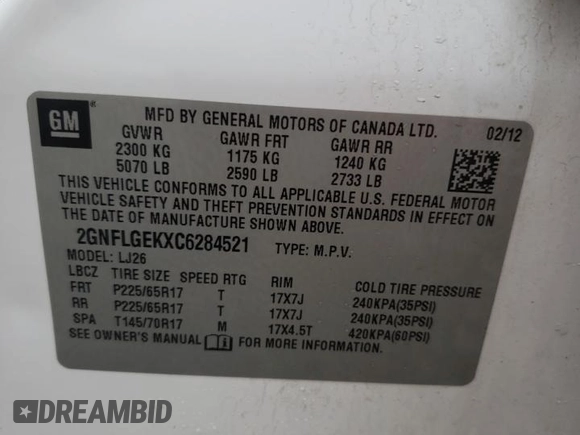 GM
MFD BY GENERAL MOTORS OF CANADA LTD. 02/12
GVWR GAWR FRT GAWR RR
2300 KG 1175 KG 1240 KG
5070 LB 2590 LB 2733 LB
THIS VEHICLE CONFORMS TO ALL APPLICABLE U.S. FEDERAL MOTOR
VEHICLE SAFETY AND THEFT PREVENTION STANDARDS IN EFFECT ON
THE DATE OF MANUFACTURE SHOWN ABOVE.
2GNFLGEKXC6284521 TYPE: M.P.V.
MODEL: LJ26
LBCZ TIRE SIZE SPEED RTG RIM COLD TIRE PRESSURE
FRT P225/65R17 T 17X7J 240KPA(35PSI)
RR P225/65R17 T 17X7J 240KPA(35PSI)
SPA T145/70R17 M 17X4.5T 420KPA(60PSI)
SEE OWNER'S MANUAL FOR MORE INFORMATION.
DREAMBID